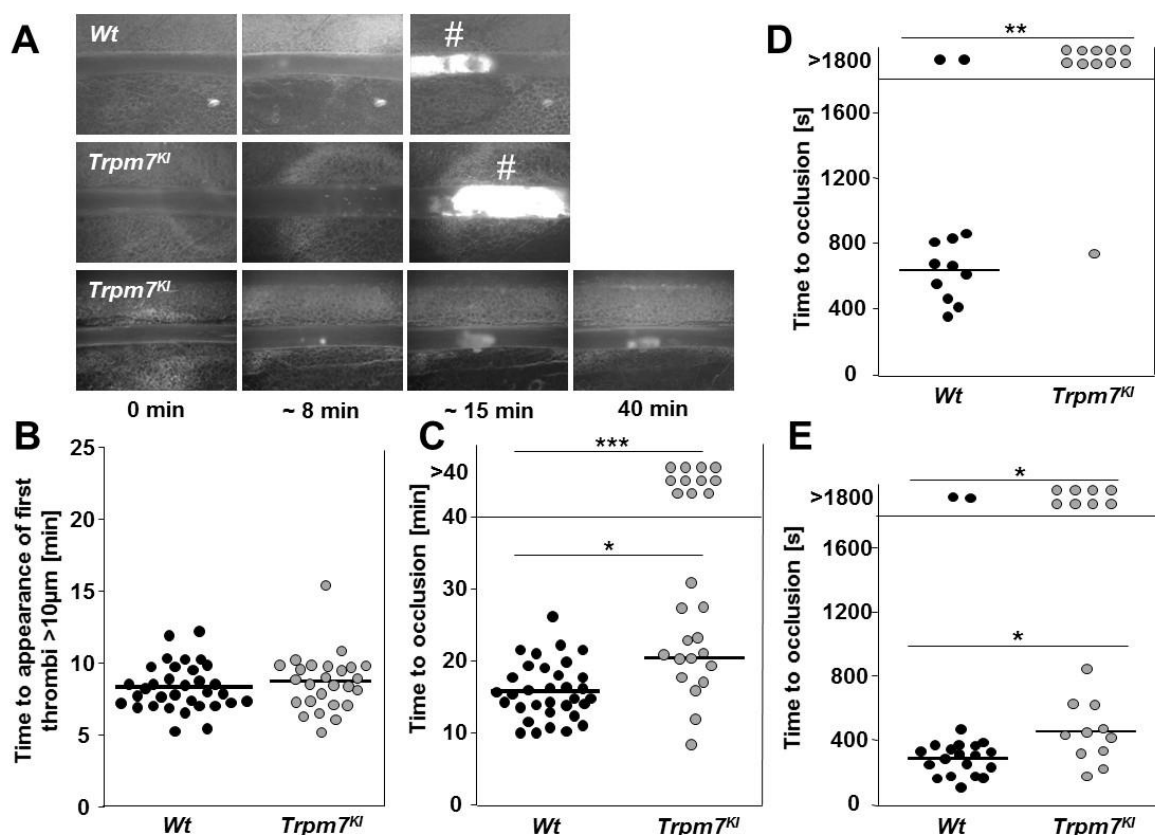 A
Wt
#
Trpm7KI
#
Trpm7KI
0 min
~ 8 min
~ 15 min
40 min
B
Time to appearance of first
thrombi >10µm [min]
25
20
15
10
5
0
Wt
Trpm7KI
C
Time to occlusion [min]
>40
40
30
20
10
0
***
*
Wt
Trpm7KI
D
Time to occlusion [s]
>1800
1600
1200
800
400
0
**
Wt
Trpm7KI
E
Time to occlusion [s]
>1800
1600
1200
800
400
0
*
*
Wt
Trpm7KI